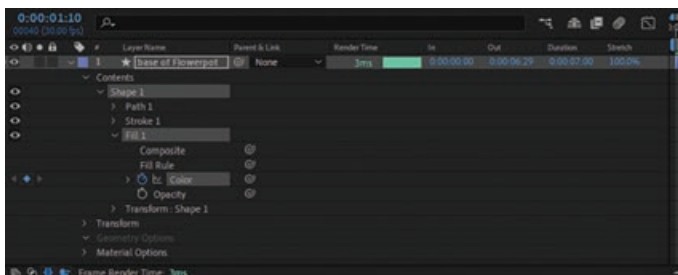 0:00:01:10
00040 (30.00 fps)
# Layer Name Parent & Link Render Time In Out Duration Stretch
1 base of Flowerpot None 3ms 0:00:00:00 0:00:06:29 0:00:07:00 100.0%
Contents
Shape 1
Path 1
Stroke 1
Fill 1
Composite
Fill Rule
Color
Opacity
Transform : Shape 1
Transform
Geometry Options
Material Options
Frame Render Time: 3ms